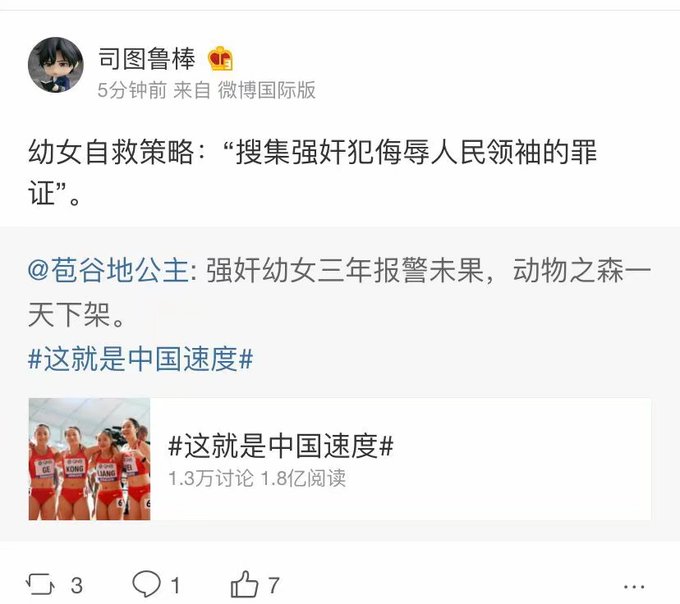 司图鲁棒
5分钟前 来自 微博国际版
幼女自救策略：“搜集强奸犯侮辱人民领袖的罪
证”。
@苞谷地公主: 强奸幼女三年报警未果，动物之森一
天下架。
#这就是中国速度#
GE
KONG
LIANG
EI
6
6
#这就是中国速度#
1.3万讨论 1.8亿阅读
3
1
7